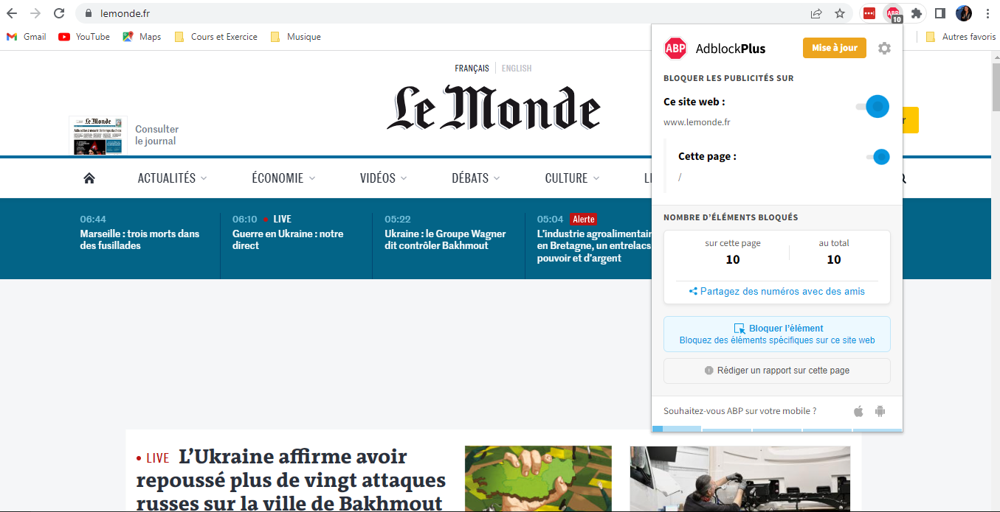 lemonde.fr
ABP
10
Gmail
YouTube
Maps
Cours et Exercice
Musique
Autres favoris
ABP
AdblockPlus
Mise à jour
BLOQUER LES PUBLICITÉS SUR
Ce site web :
www.lemonde.fr
Cette page :
/
NOMBRE D'ÉLÉMENTS BLOQUÉS
sur cette page
au total
10
10
Partagez des numéros avec des amis
Bloquer l'élément
Bloquez des éléments spécifiques sur ce site web
Rédiger un rapport sur cette page
Souhaitez-vous ABP sur votre mobile ?
FRANÇAIS
ENGLISH
Le Monde
Le Monde
Consulter
le journal
ACTUALITÉS
ÉCONOMIE
VIDÉOS
DÉBATS
CULTURE
06:44
Marseille : trois morts dans
des fusillades
06:10 • LIVE
Guerre en Ukraine : notre
direct
05:22
Ukraine : le Groupe Wagner
dit contrôler Bakhmout
05:04 Alerte
L'industrie agroalimentair
en Bretagne, un entrelacs
pouvoir et d'argent
• LIVE L'Ukraine affirme avoir
repoussé plus de vingt attaques
russes sur la ville de Bakhmout